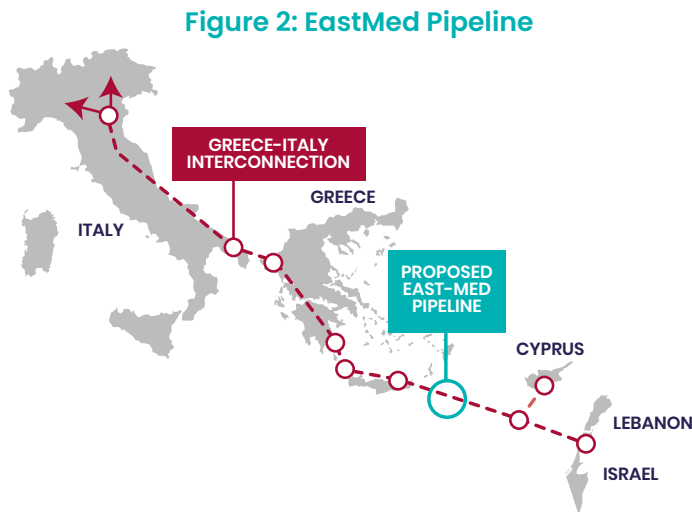 Figure 2: EastMed Pipeline
GREECE-ITALY
INTERCONNECTION
GREECE
ITALY
PROPOSED
EAST-MED
PIPELINE
CYPRUS
LEBANON
ISRAEL